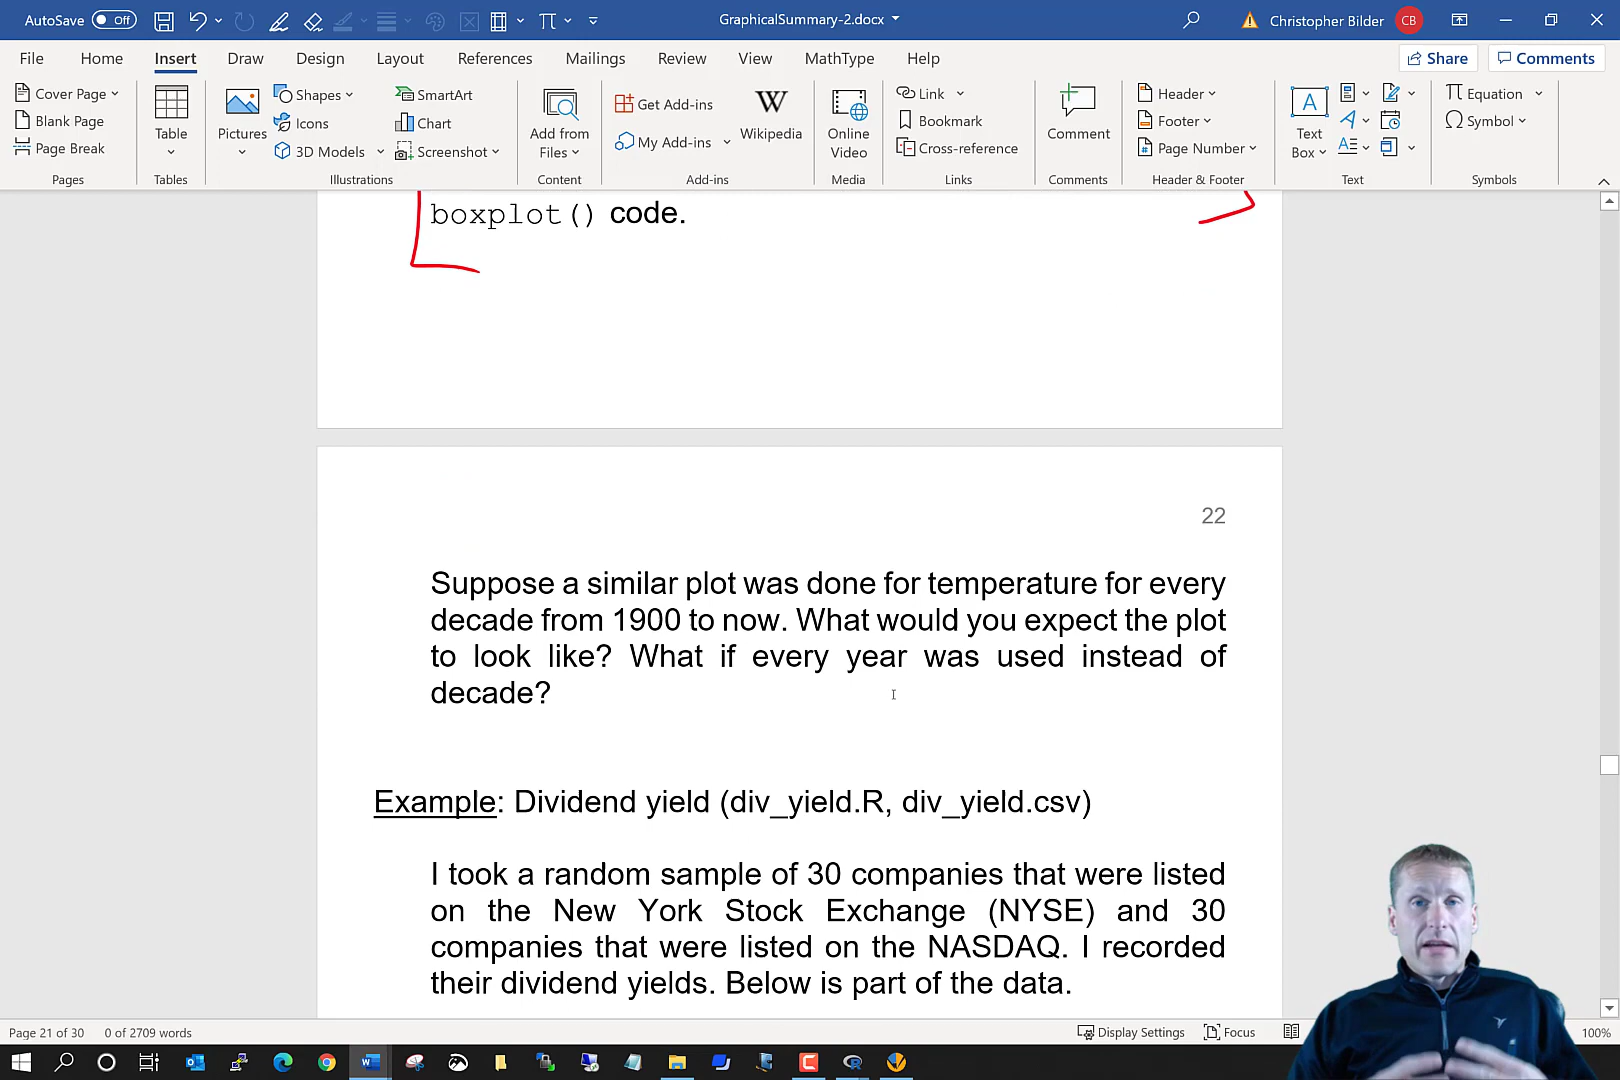 AutoSave Off GraphicalSummary-2.docx Christopher Bilder CB
File Home Insert Draw Design Layout References Mailings Review View MathType Help Share Comments
Cover Page
Blank Page
Page Break
Pages
Table
Tables
Pictures
Shapes
Icons
3D Models
SmartArt
Chart
Screenshot
Illustrations
Add from
Files
Content
Get Add-ins
My Add-ins
Wikipedia
Add-ins
Online
Video
Media
Link
Bookmark
Cross-reference
Links
Comment
Comments
Header
Footer
Page Number
Header & Footer
Text
Box
Text
Equation
Symbol
Symbols
boxplot() code.
22
Suppose a similar plot was done for temperature for every
decade from 1900 to now. What would you expect the plot
to look like? What if every year was used instead of
decade?
Example: Dividend yield (div_yield.R, div_yield.csv)
I took a random sample of 30 companies that were listed
on the New York Stock Exchange (NYSE) and 30
companies that were listed on the NASDAQ. I recorded
their dividend yields. Below is part of the data.
Page 21 of 30 0 of 2709 words Display Settings Focus 100%